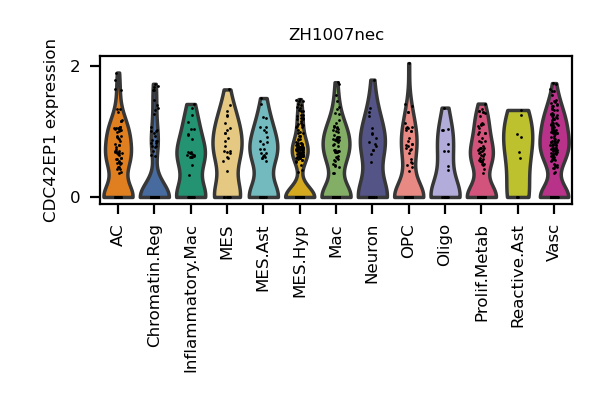 ZH1007nec
CDC42EP1 expression
2
0
AC
Chromatin.Reg
Inflammatory.Mac
MES
MES.Ast
MES.Hyp
Mac
Neuron
OPC
Oligo
Prolif.Metab
Reactive.Ast
Vasc